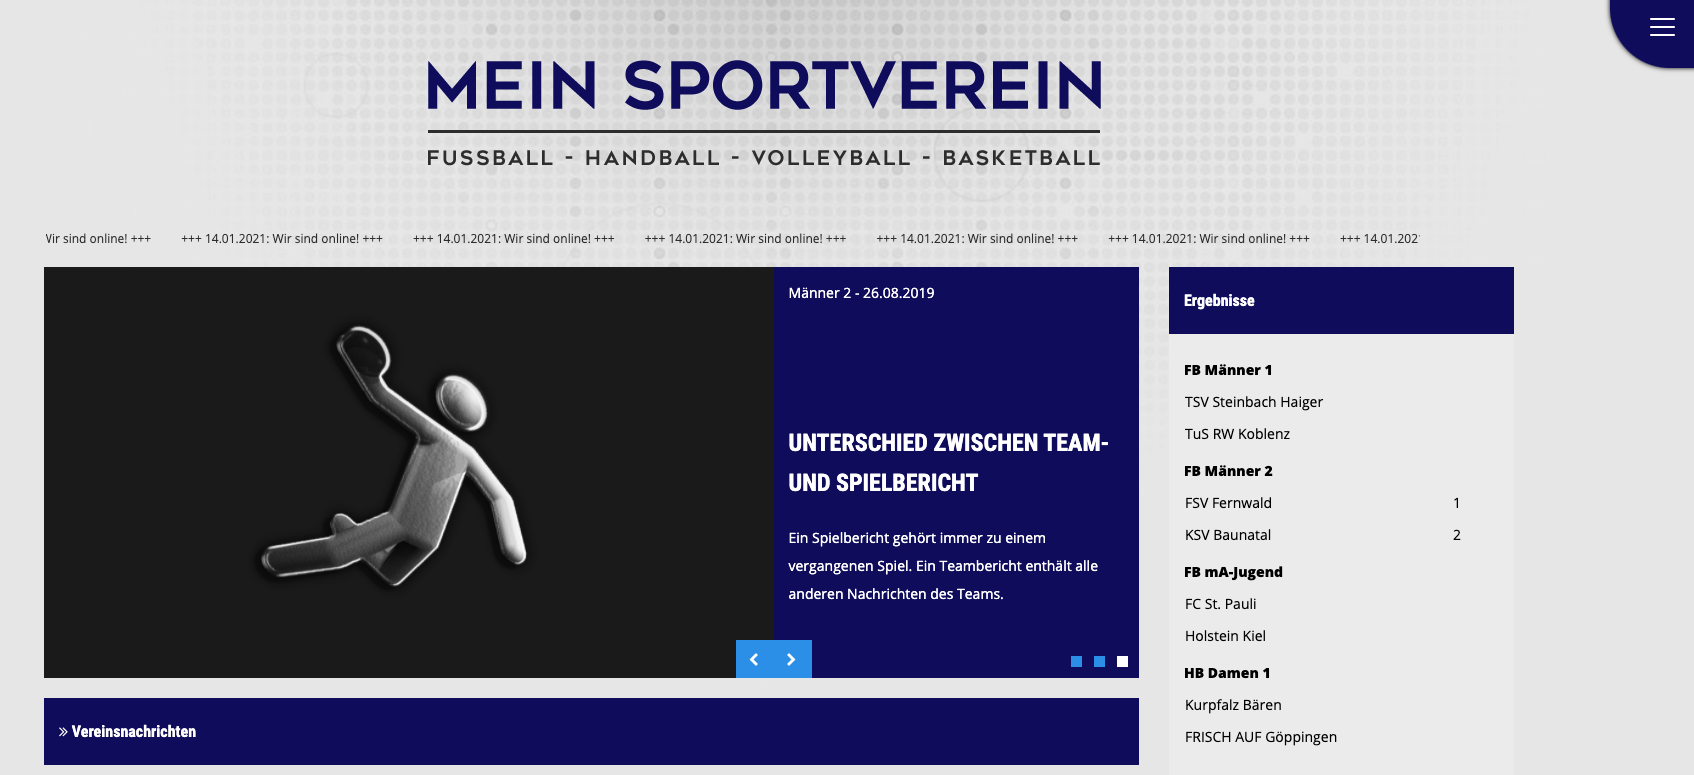 MEIN SPORTVEREIN
FUSSBALL - HANDBALL - VOLLEYBALL - BASKETBALL
Wir sind online! +++ +++ 14.01.2021: Wir sind online! +++ +++ 14.01.2021: Wir sind online! +++ +++ 14.01.2021: Wir sind online! +++ +++ 14.01.2021: Wir sind online! +++ +++ 14.01.2021: Wir sind online! +++ +++ 14.01.202
Männer 2 - 26.08.2019
UNTERSCHIED ZWISCHEN TEAM-
UND SPIELBERICHT
Ein Spielbericht gehört immer zu einem
vergangenen Spiel. Ein Teambericht enthält alle
anderen Nachrichten des Teams.
» Vereinsnachrichten
Ergebnisse
FB Männer 1
TSV Steinbach Haiger
TuS RW Koblenz
FB Männer 2
FSV Fernwald 1
KSV Baunatal 2
FB mA-Jugend
FC St. Pauli
Holstein Kiel
HB Damen 1
Kurpfalz Bären
FRISCH AUF Göppingen